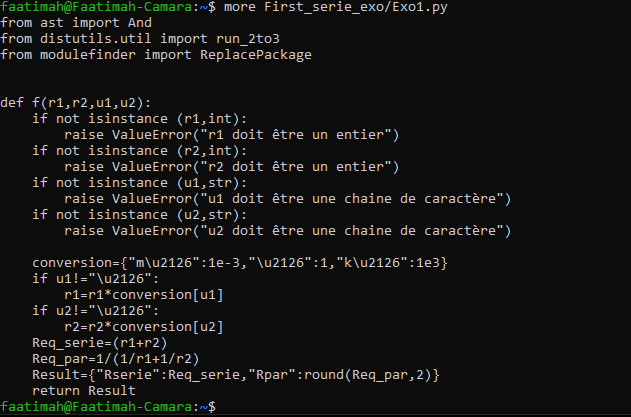 faatimah@Faatimah-Camara:~$ more First_serie_exo/Exo1.py
from ast import And
from distutils.util import run_2to3
from modulefinder import ReplacePackage


def f(r1,r2,u1,u2):
    if not isinstance (r1,int):
        raise ValueError("r1 doit être un entier")
    if not isinstance (r2,int):
        raise ValueError("r2 doit être un entier")
    if not isinstance (u1,str):
        raise ValueError("u1 doit être une chaine de caractère")
    if not isinstance (u2,str):
        raise ValueError("u2 doit être une chaine de caractère")

    conversion={"m\u2126":1e-3,"\u2126":1,"k\u2126":1e3}
    if u1!="\u2126":
        r1=r1*conversion[u1]
    if u2!="\u2126":
        r2=r2*conversion[u2]
    Req_serie=(r1+r2)
    Req_par=1/(1/r1+1/r2)
    Result={"Rserie":Req_serie,"Rpar":round(Req_par,2)}
    return Result
faatimah@Faatimah-Camara:~$